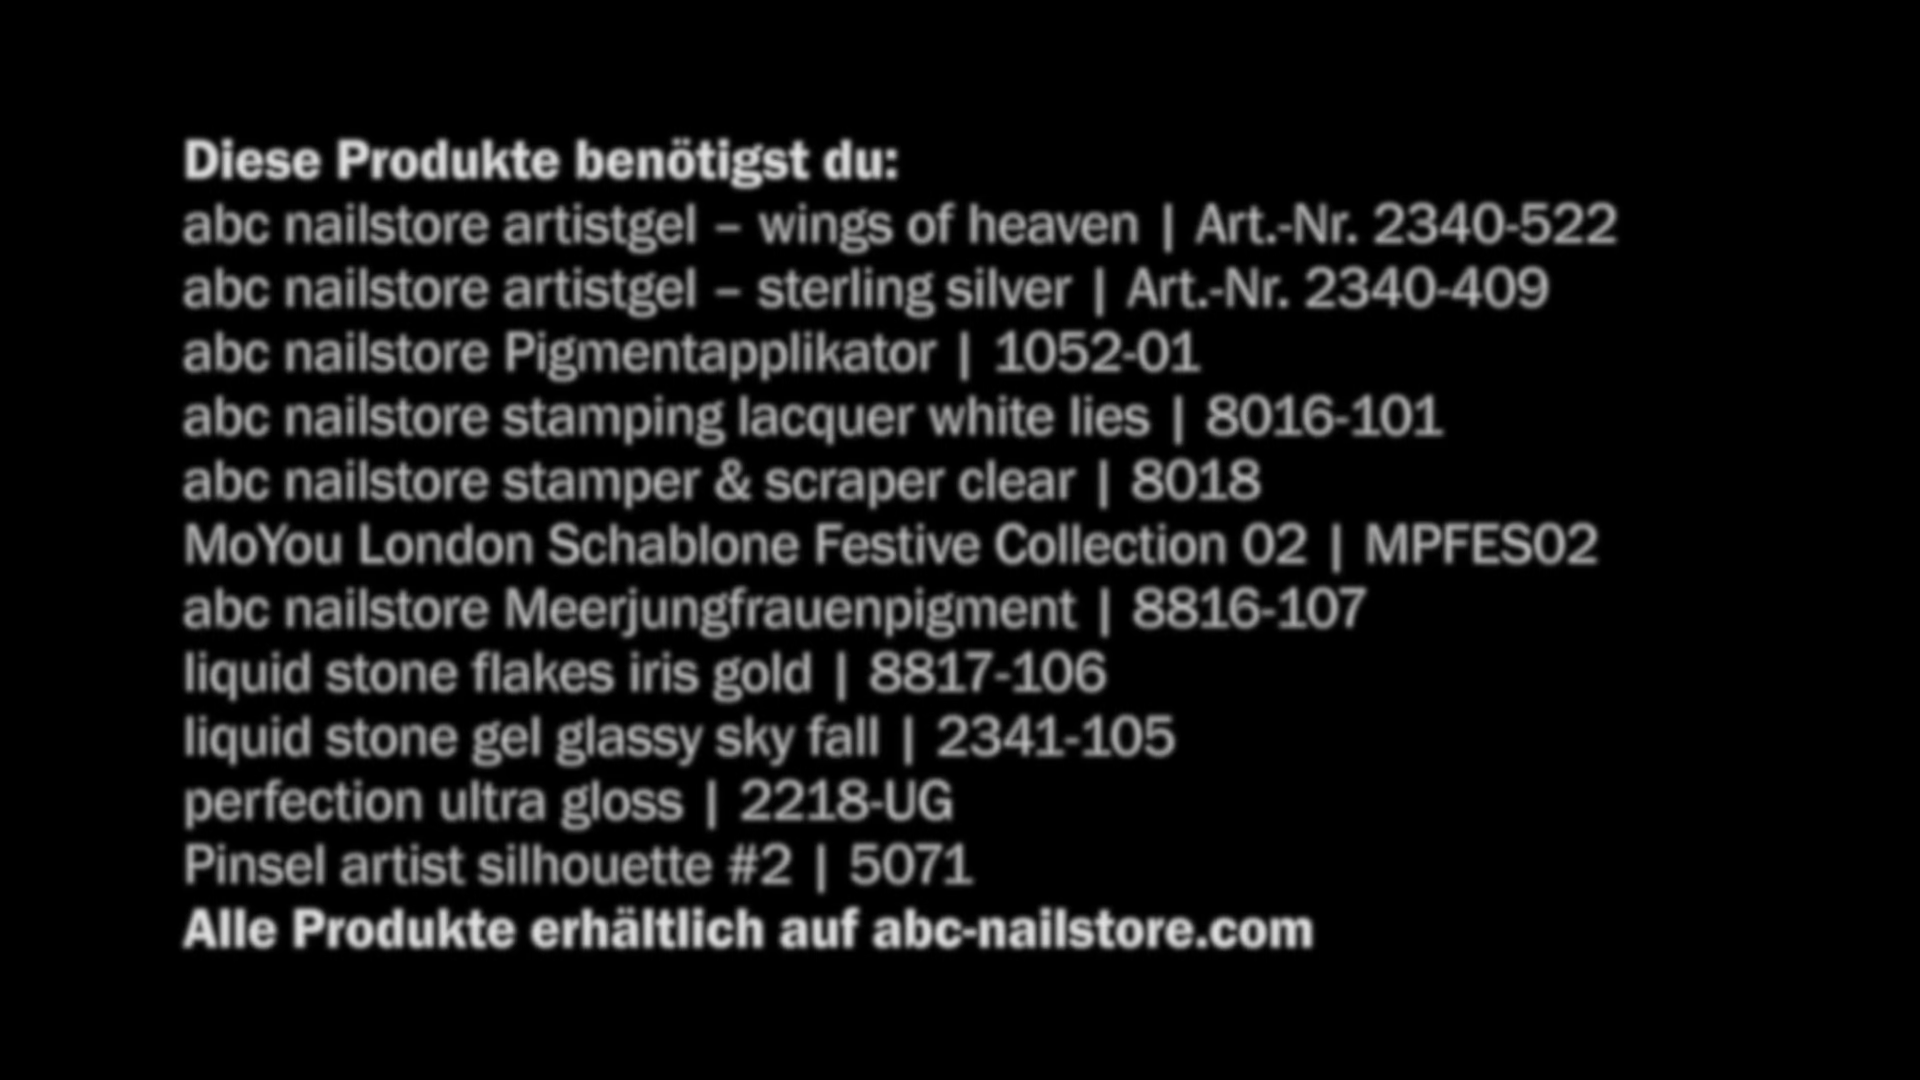 Diese Produkte benötigst du:
abc nailstore artistgel – wings of heaven | Art.-Nr. 2340-522
abc nailstore artistgel – sterling silver | Art.-Nr. 2340-409
abc nailstore Pigmentapplikator | 1052-01
abc nailstore stamping lacquer white lies | 8016-101
abc nailstore stamper & scraper clear | 8018
MoYou London Schablone Festive Collection 02 | MPFES02
abc nailstore Meerjungfrauenpigment | 8816-107
liquid stone flakes iris gold | 8817-106
liquid stone gel glassy sky fall | 2341-105
perfection ultra gloss | 2218-UG
Pinsel artist silhouette #2 | 5071
Alle Produkte erhältlich auf abc-nailstore.com